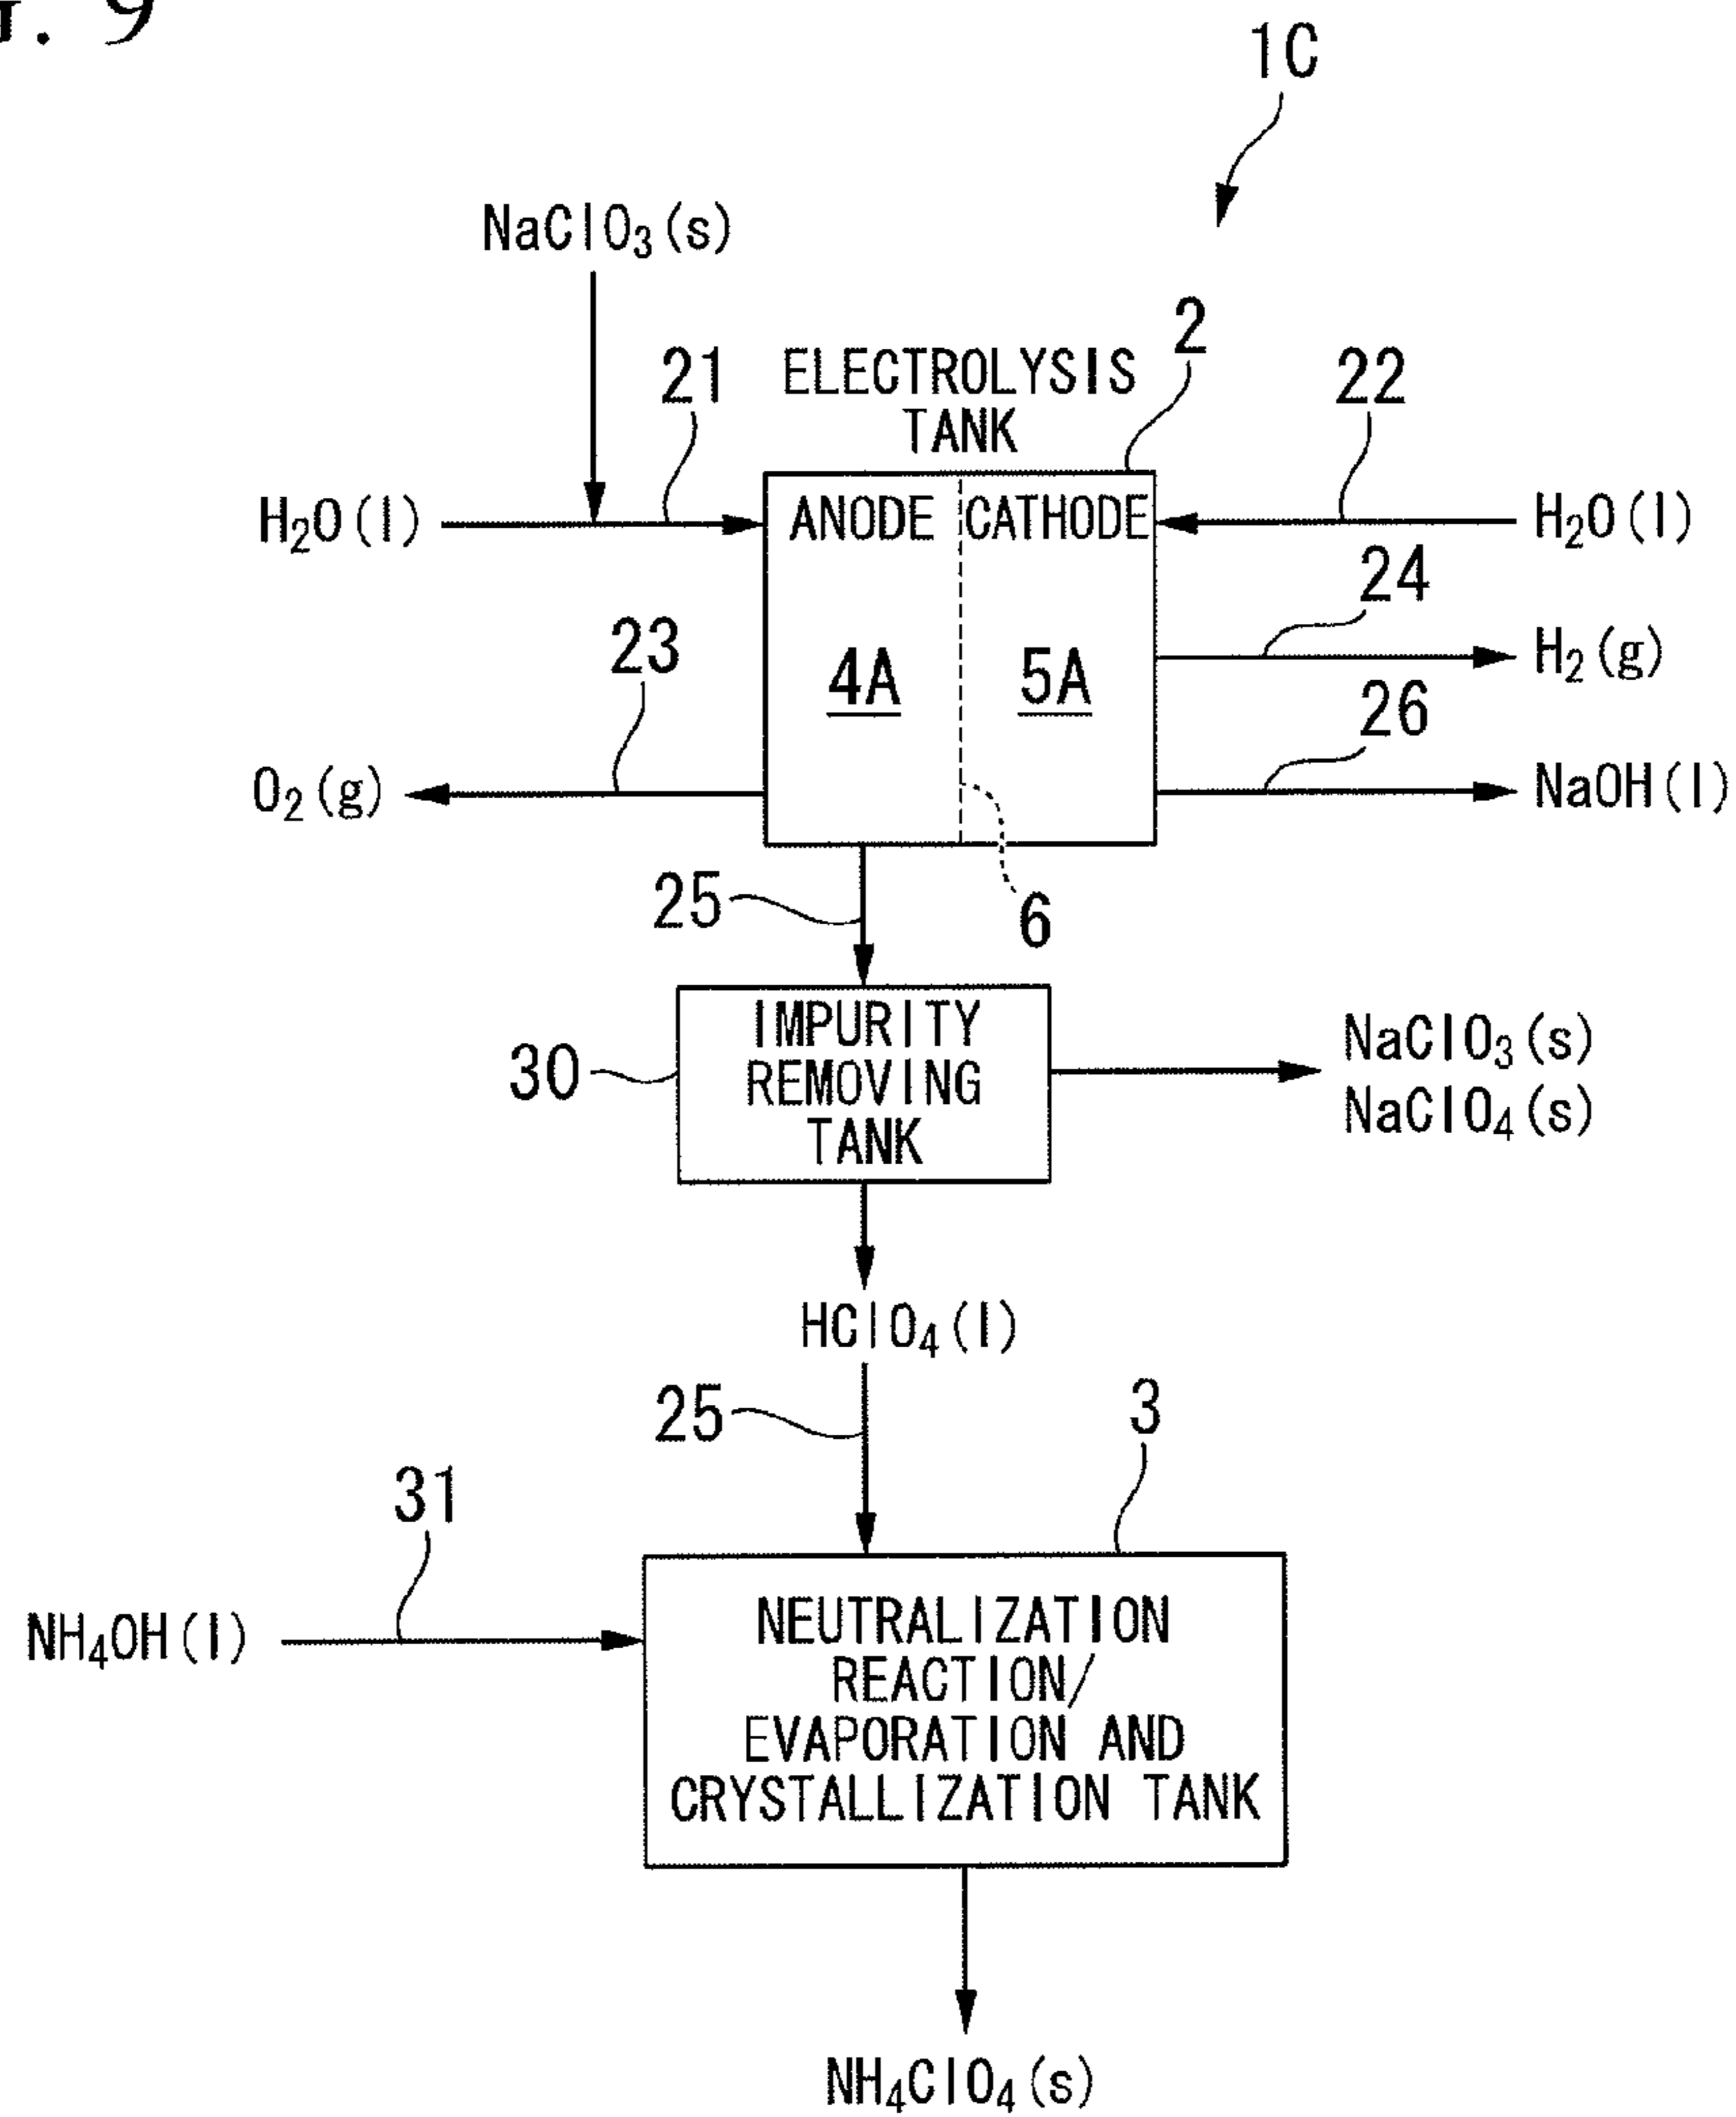 . 9
1C
NaClO₃(s)
2
ELECTROLYSIS
TANK
21
22
H₂O(l)
ANODE
CATHODE
H₂O(l)
24
23
4A
5A
H₂(g)
26
O₂(g)
NaOH(l)
25
6
30
IMPURITY
REMOVING
TANK
NaClO₃(s)
NaClO₄(s)
HClO₄(l)
25
3
31
NH₄OH(l)
NEUTRALIZATION
REACTION/
EVAPORATION AND
CRYSTALLIZATION TANK
NH₄ClO₄(s)